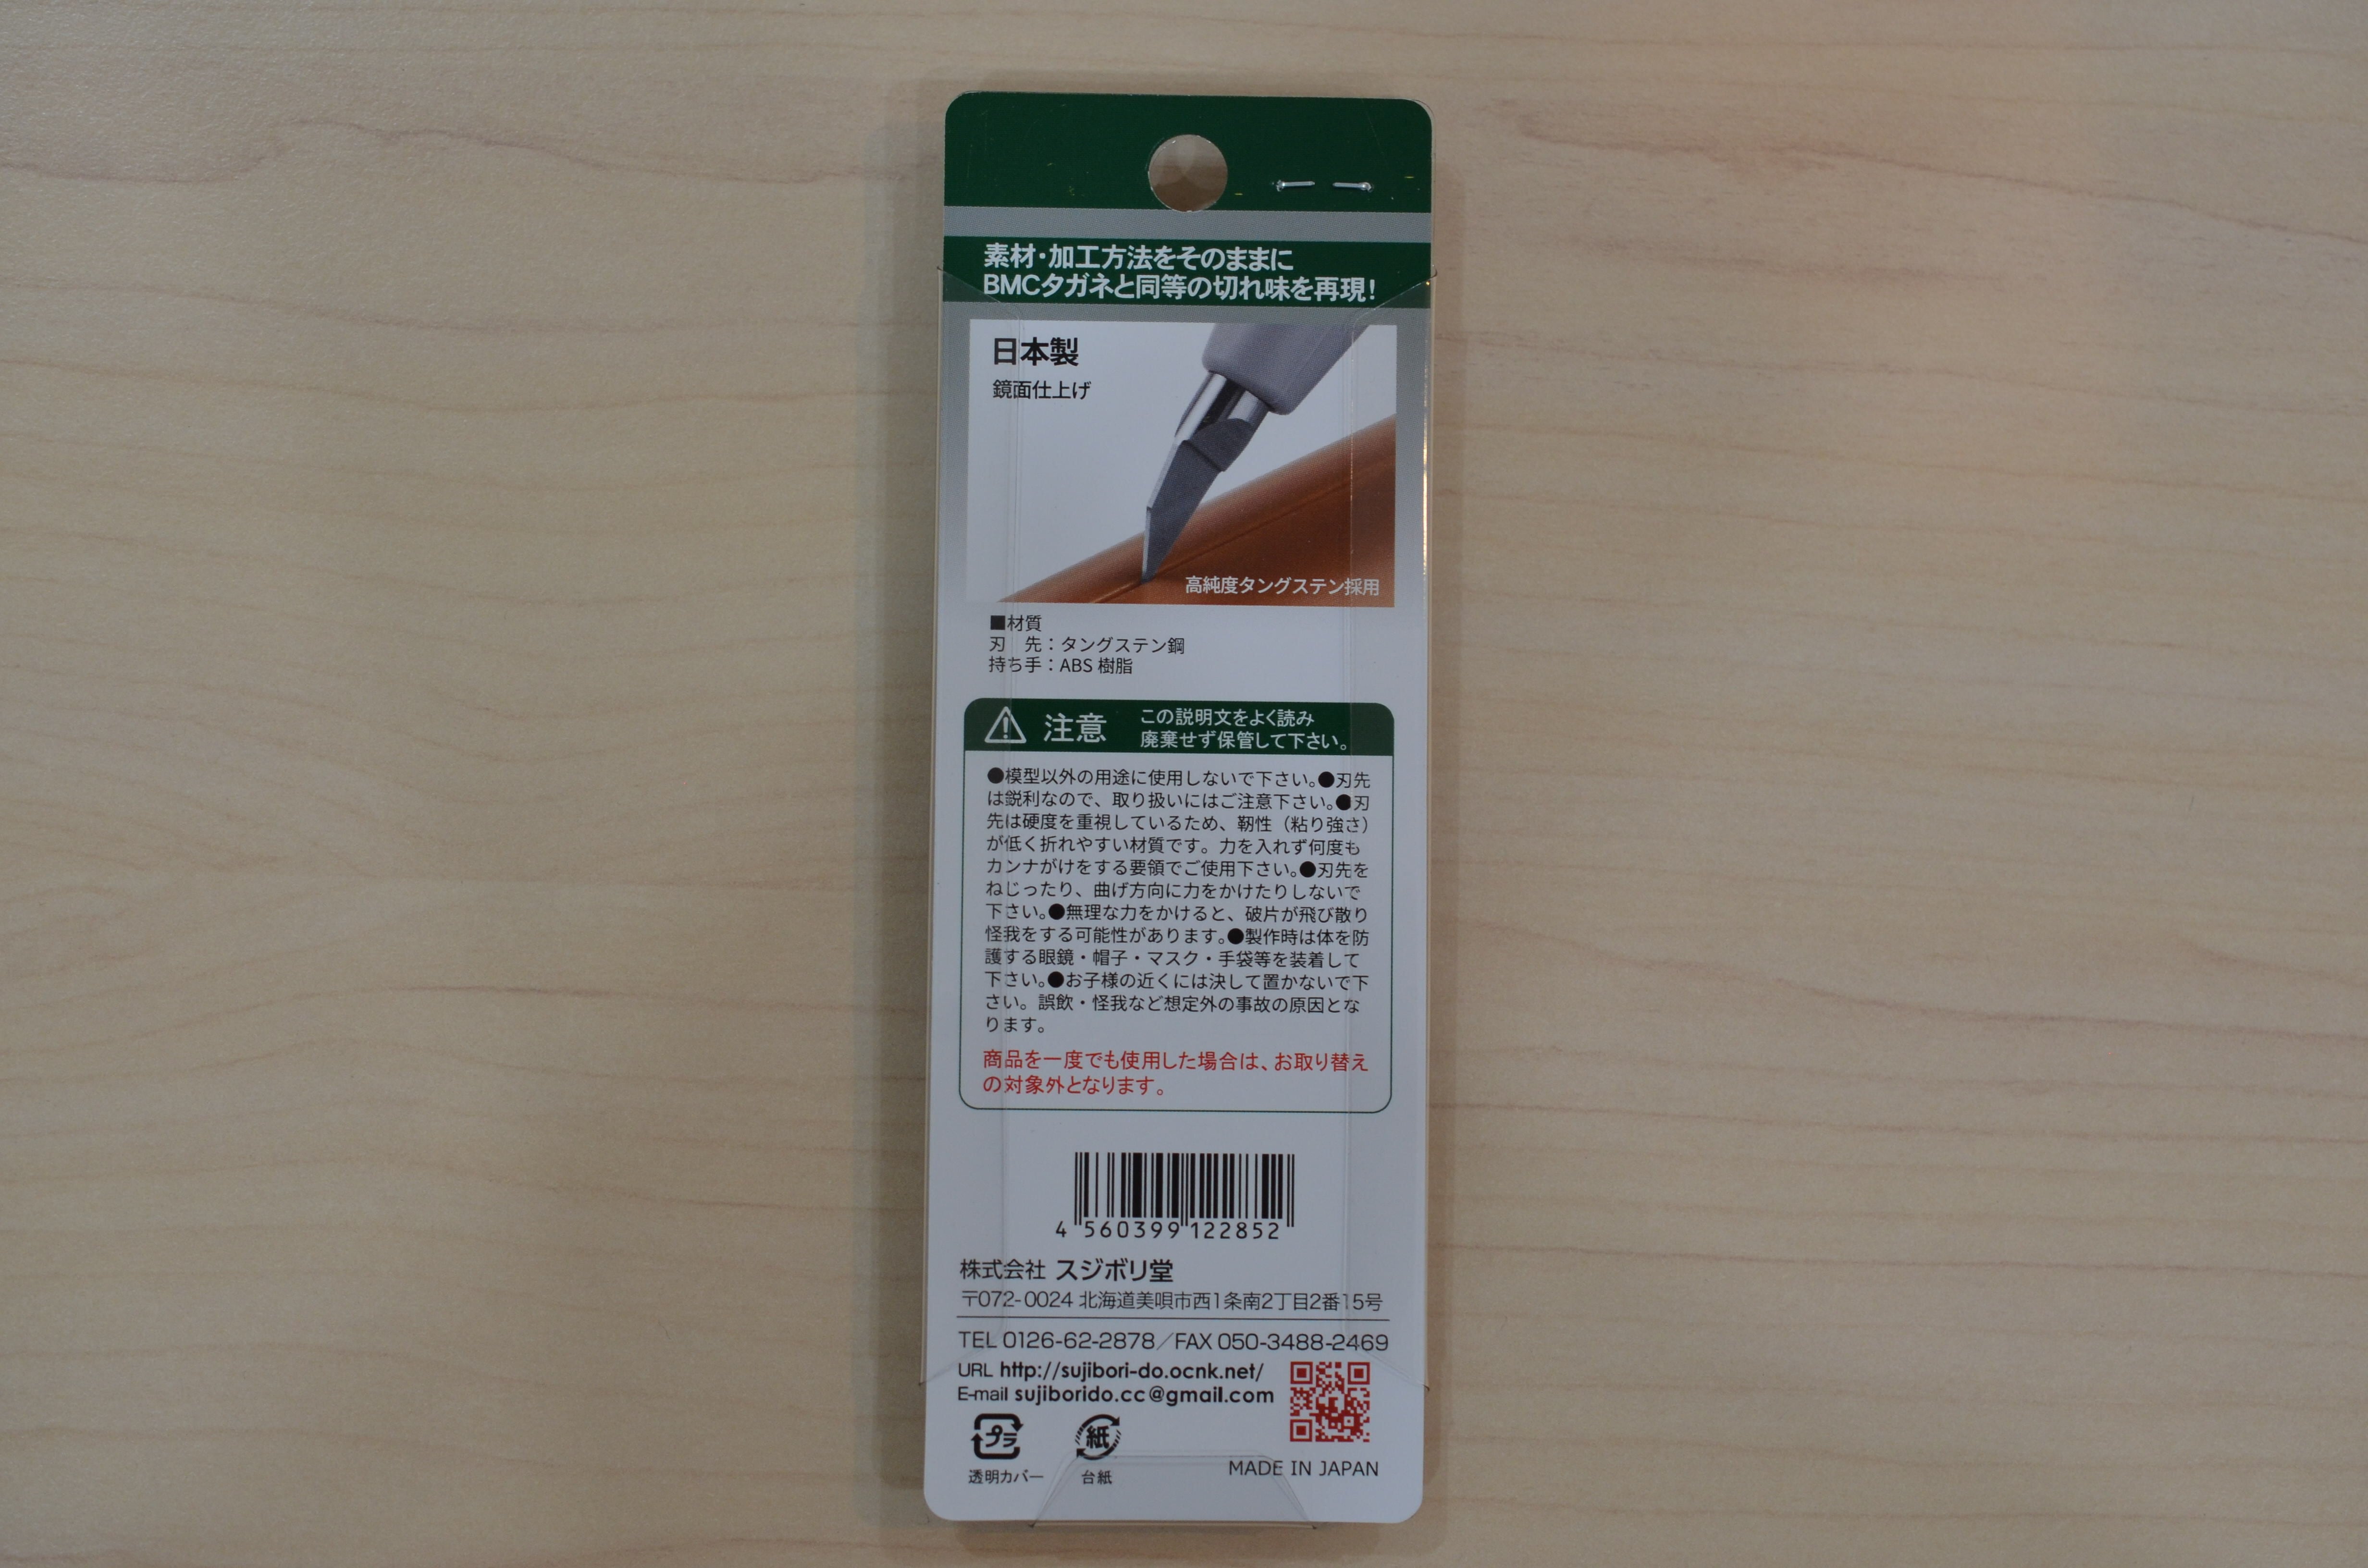 素材・加工方法をそのままに
BMCタガネと同等の切れ味を再現!
日本製
鏡面仕上げ
高純度タングステン採用
■材質
刃　先：タングステン鋼
持ち手：ABS 樹脂
注意
この説明文をよく読み
廃棄せず保管して下さい。
●模型以外の用途に使用しないで下さい。●刃先
は鋭利なので、取り扱いにはご注意下さい。●刃
先は硬度を重視しているため、靭性（粘り強さ）
が低く折れやすい材質です。力を入れず何度も
カンナがけをする要領でご使用下さい。●刃先を
ねじったり、曲げ方向に力をかけたりしないで
下さい。●無理な力をかけると、破片が飛び散り
怪我をする可能性があります。●製作時は体を防
護する眼鏡・帽子・マスク・手袋等を装着して
下さい。●お子様の近くには決して置かないで下
さい。誤飲・怪我など想定外の事故の原因とな
ります。
商品を一度でも使用した場合は、お取り替え
の対象外となります。
4 560399 122852
株式会社 スジボリ堂
〒072-0024 北海道美唄市西1条南2丁目2番15号
TEL 0126-62-2878／FAX 050-3488-2469
URL http://sujibori-do.ocnk.net/
E-mail sujiborido.cc@gmail.com
プラ
紙
透明カバー
台紙
MADE IN JAPAN